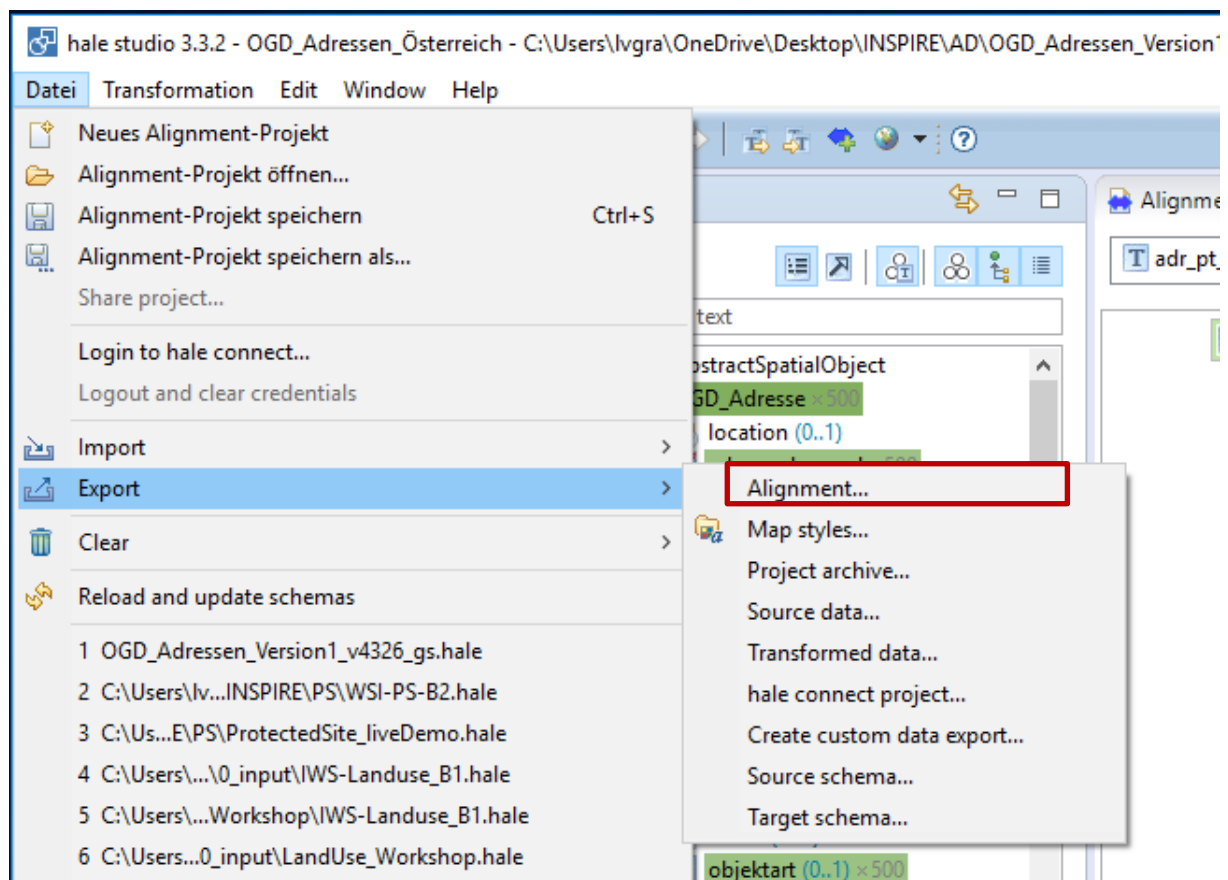 hale studio 3.3.2 - OGD_Adressen_Österreich - C:\Users\lvgra\OneDrive\Desktop\INSPIRE\AD\OGD_Adressen_Version1
Datei Transformation Edit Window Help
Neues Alignment-Projekt
Alignment-Projekt öffnen...
Alignment-Projekt speichern Ctrl+S
Alignment-Projekt speichern als...
Share project...
Login to hale connect...
Logout and clear credentials
Import
Export
Clear
Reload and update schemas
1 OGD_Adressen_Version1_v4326_gs.hale
2 C:\Users\lv...INSPIRE\PS\WSI-PS-B2.hale
3 C:\Us...E\PS\ProtectedSite_liveDemo.hale
4 C:\Users\...\0_input\IWS-Landuse_B1.hale
5 C:\Users\...Workshop\IWS-Landuse_B1.hale
6 C:\Users...0_input\LandUse_Workshop.hale
Alignment...
Map styles...
Project archive...
Source data...
Transformed data...
hale connect project...
Create custom data export...
Source schema...
Target schema...
text
bstractSpatialObject
GD_Adresse ×500
location (0..1)
objektart (0..1) ×500
Alignme
T adr_pt_